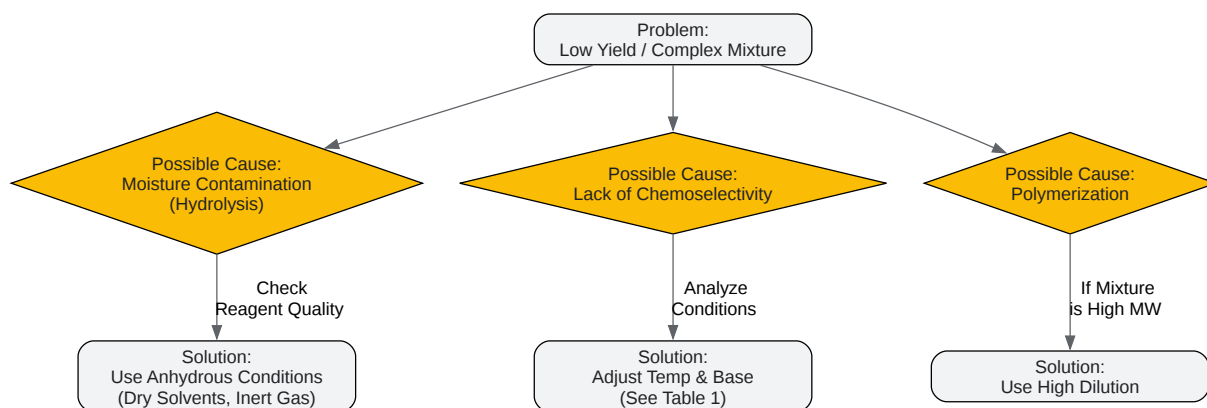 Problem:
Low Yield / Complex Mixture
Possible Cause:
Moisture Contamination
(Hydrolysis)
Possible Cause:
Lack of Chemoselectivity
Possible Cause:
Polymerization
Check
Reagent Quality
Analyze
Conditions
If Mixture
is High MW
Solution:
Use Anhydrous Conditions
(Dry Solvents, Inert Gas)
Solution:
Adjust Temp & Base
(See Table 1)
Solution:
Use High Dilution